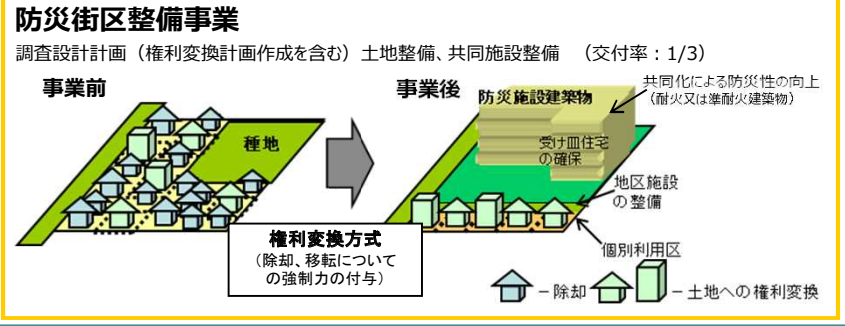 防災街区整備事業
調査設計計画（権利変換計画作成を含む）土地整備、共同施設整備　（交付率：1/3）
事業前
種地
権利変換方式
（除却、移転について
の強制力の付与）
事業後
防災施設建築物
共同化による防災性の向上
（耐火又は準耐火建築物）
受け皿住宅
の確保
地区施設
の整備
個別利用区
－除却
－土地への権利変換